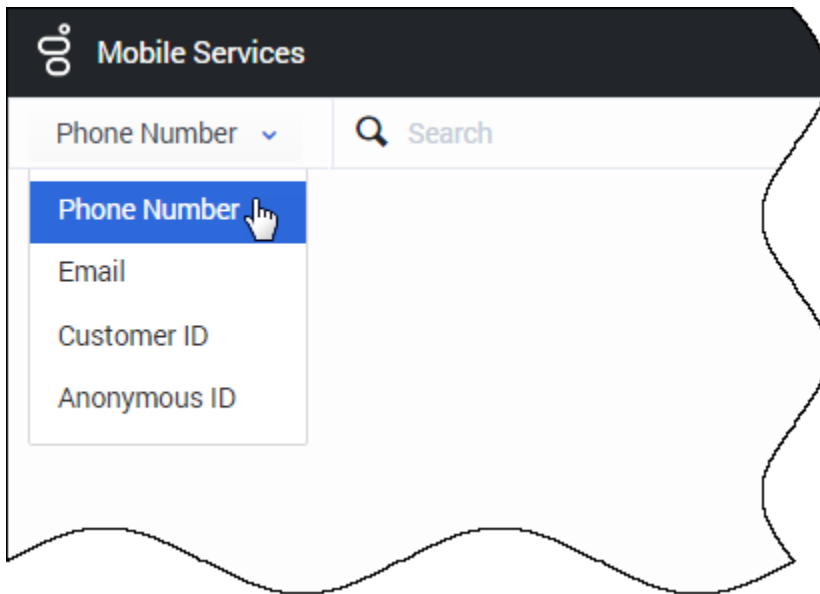 Mobile Services
Phone Number
Search
Phone Number
Email
Customer ID
Anonymous ID